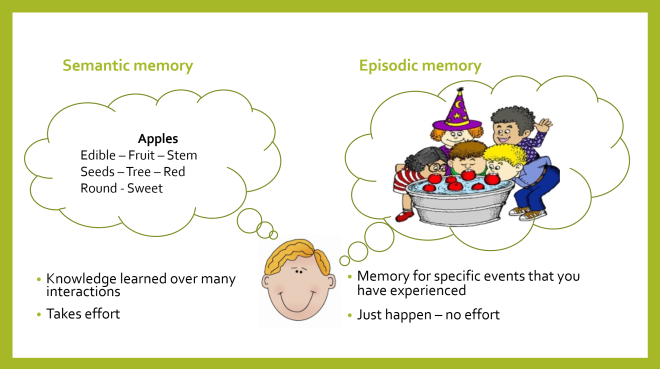 Semantic memory
Apples
Edible – Fruit – Stem
Seeds – Tree – Red
Round - Sweet
• Knowledge learned over many
interactions
• Takes effort
Episodic memory
• Memory for specific events that you
have experienced
• Just happen – no effort